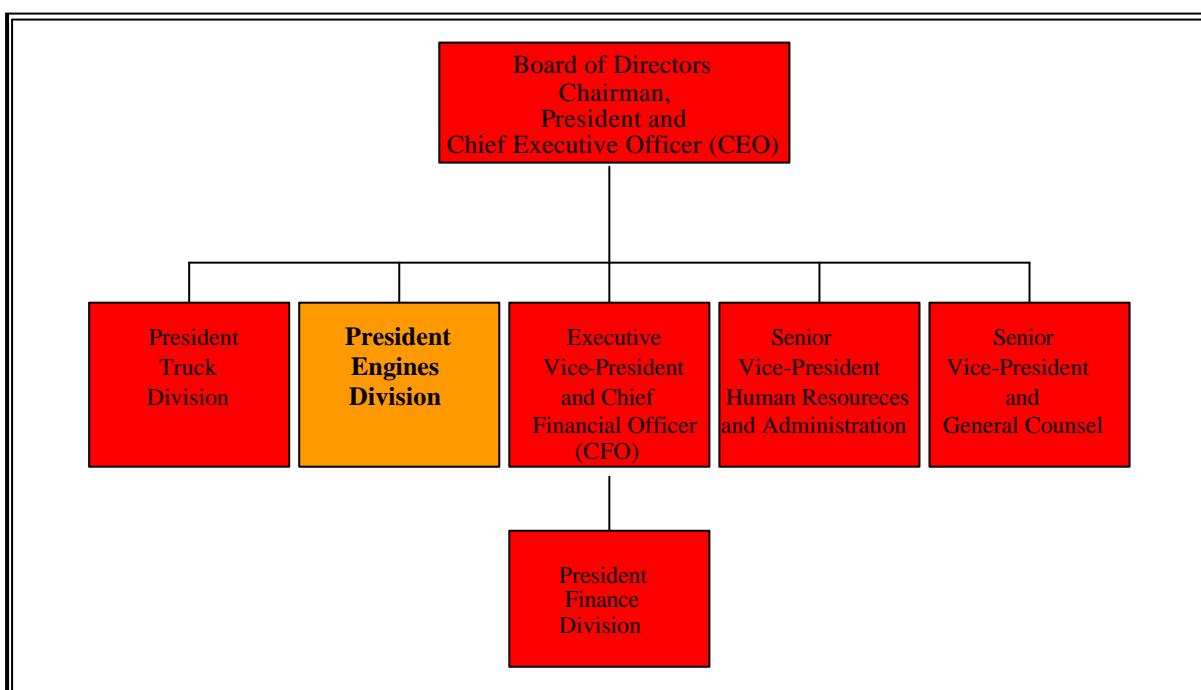 Board of Directors
Chairman,
President and
Chief Executive Officer (CEO)
President
Truck
Division
President
Engines
Division
Executive
Vice-President
and Chief
Financial Officer
(CFO)
Senior
Vice-President
Human Resoureces
and Administration
Senior
Vice-President
and
General Counsel
President
Finance
Division